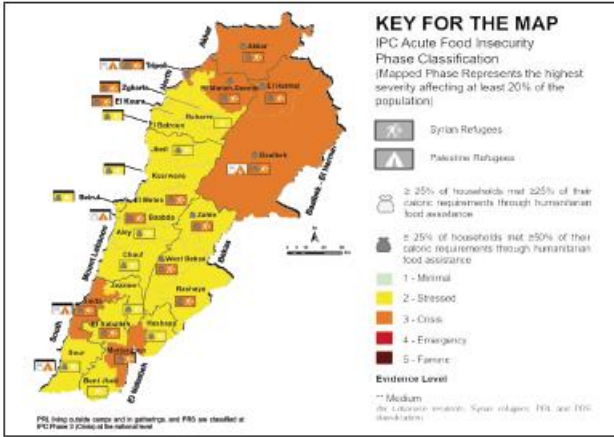 KEY FOR THE MAP
IPC Acute Food Insecurity
Phase Classification
(Mapped Phase Represents the highest
severity affecting at least 20% of the
population)
Syrian Refugees
Palestine Refugees
≥ 25% of households met ≥25% of their
caloric requirements through humanitarian
food assistance
≥ 25% of households met ≥50% of their
caloric requirements through humanitarian
food assistance
1 - Minimal
2 - Stressed
3 - Crisis
4 - Emergency
5 - Famine
Evidence Level
** Medium
Akkar
Akkar
Tripoli
North
Zgharta
El Koura
El Hermel
Bcharre
El Batroun
Jbeil
Baalbek
Kesrwane
Baalbek - El Hermel
Beirut
El Meten
Baabda
Zahle
Aley
Mount Lebanon
Bekaa
Chouf
West Bekaa
Jezzine
Rashaya
Saida
South
Hasbaya
Sour
Bent Jbeil
El Nabatieh
PRL living outside camps and in gatherings, and PRS are classified at
IPC Phase 3 (Crisis) at the national level